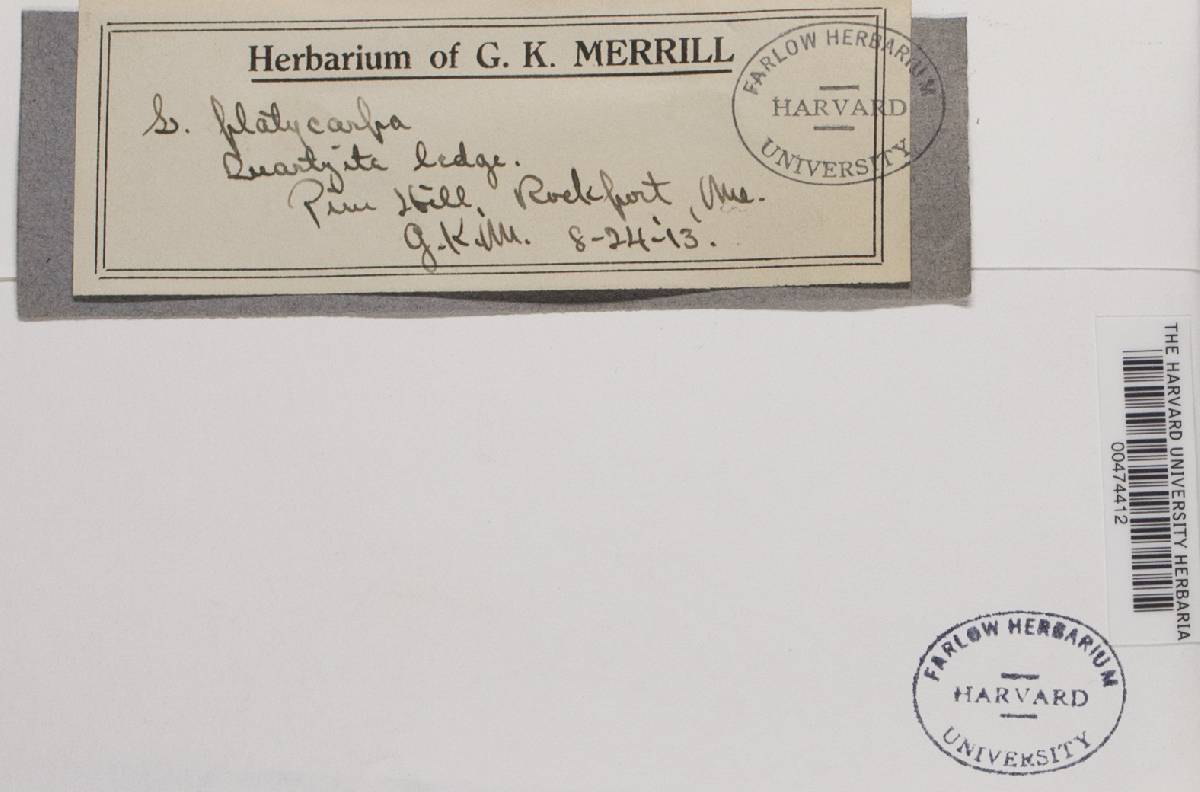 Herbarium of G. K. MERRILL
FARLOW HERBARIUM
HARVARD
UNIVERSITY
platycarpa
Quartzite ledge.
Hill, Rockport, Me.
G.K.M. 8-24-13.
THE HARVARD UNIVERSITY HERBARIA
00474412
FARLOW HERBARIUM
HARVARD
UNIVERSITY